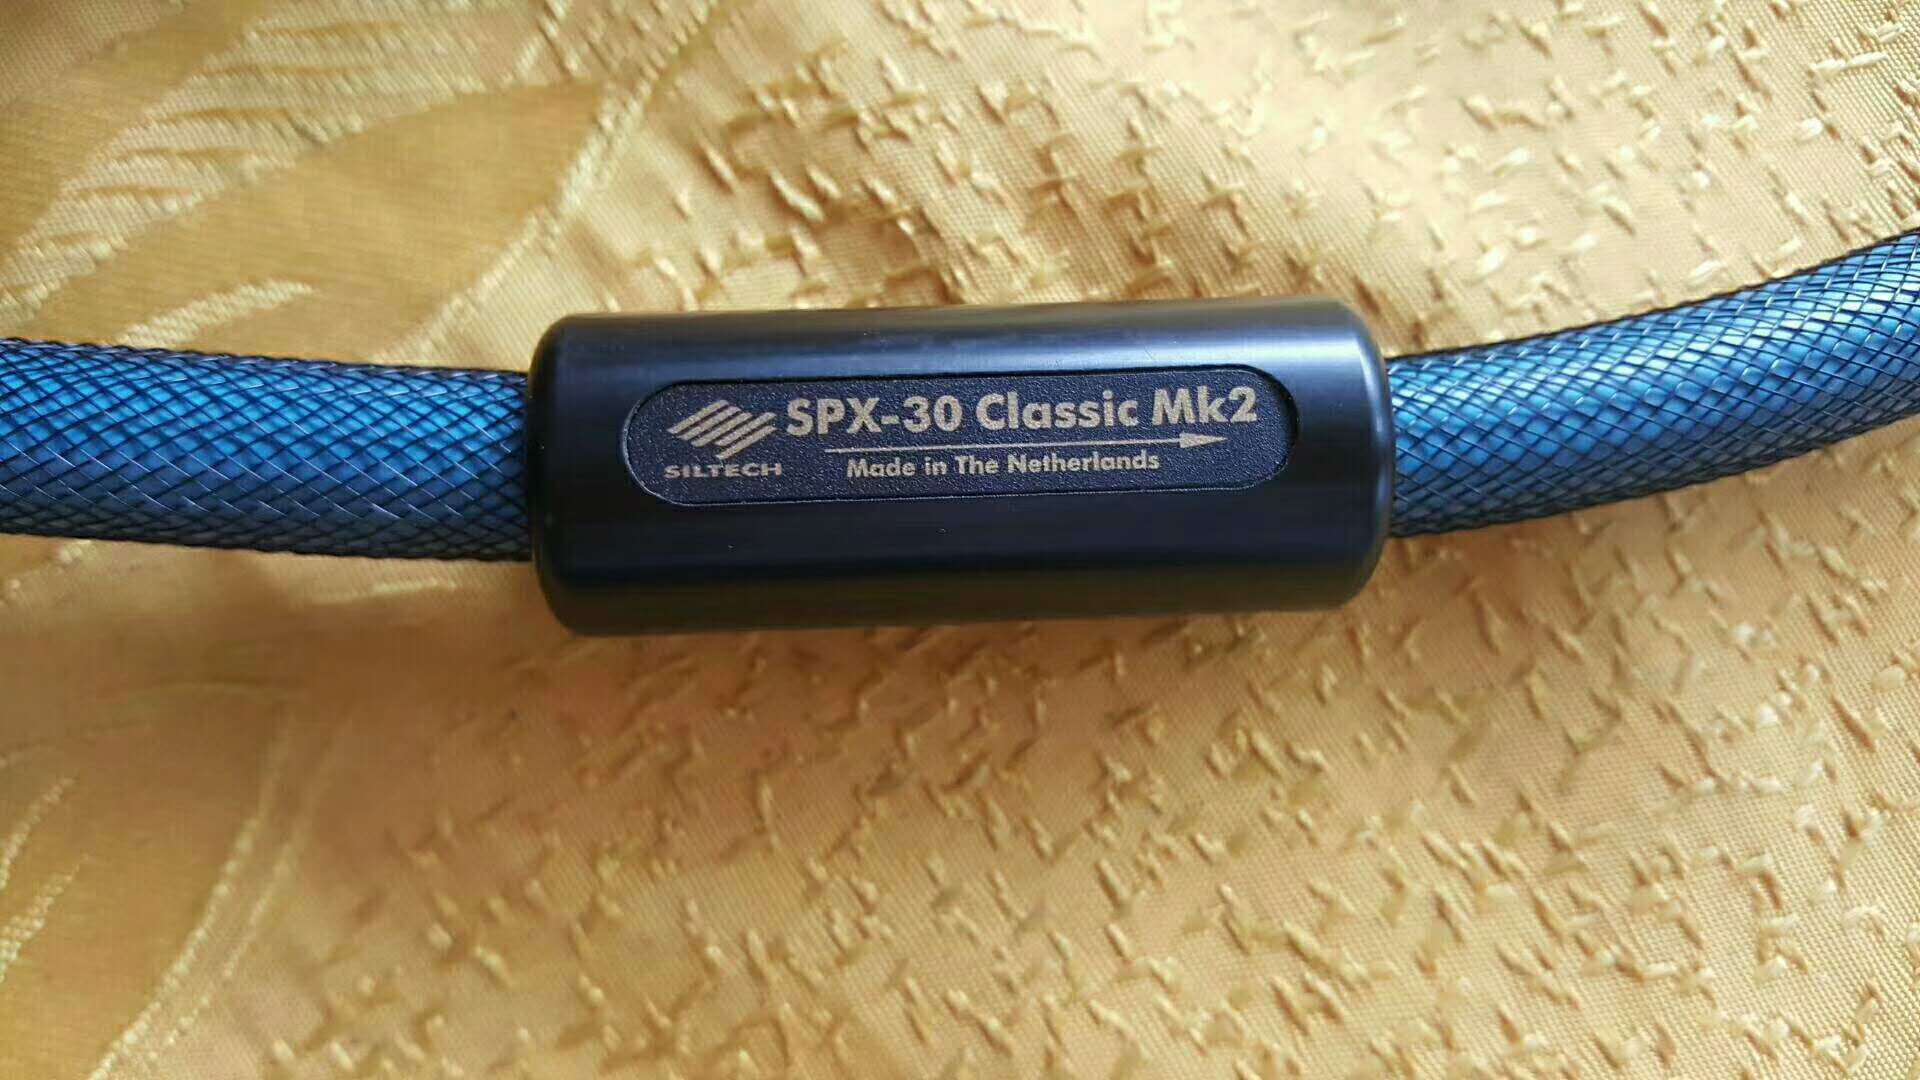 SPX-30 Classic Mk2
SILTECH
Made in The Netherlands